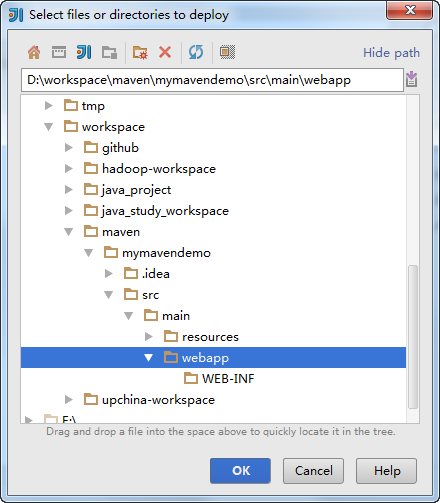 Select files or directories to deploy
Hide path
D:\workspace\maven\mymavendemo\src\main\webapp
tmp
workspace
github
hadoop-workspace
java_project
java_study_workspace
maven
mymavendemo
.idea
src
main
resources
webapp
WEB-INF
upchina-workspace
E:\
Drag and drop a file into the space above to quickly locate it in the tree.
OK
Cancel
Help